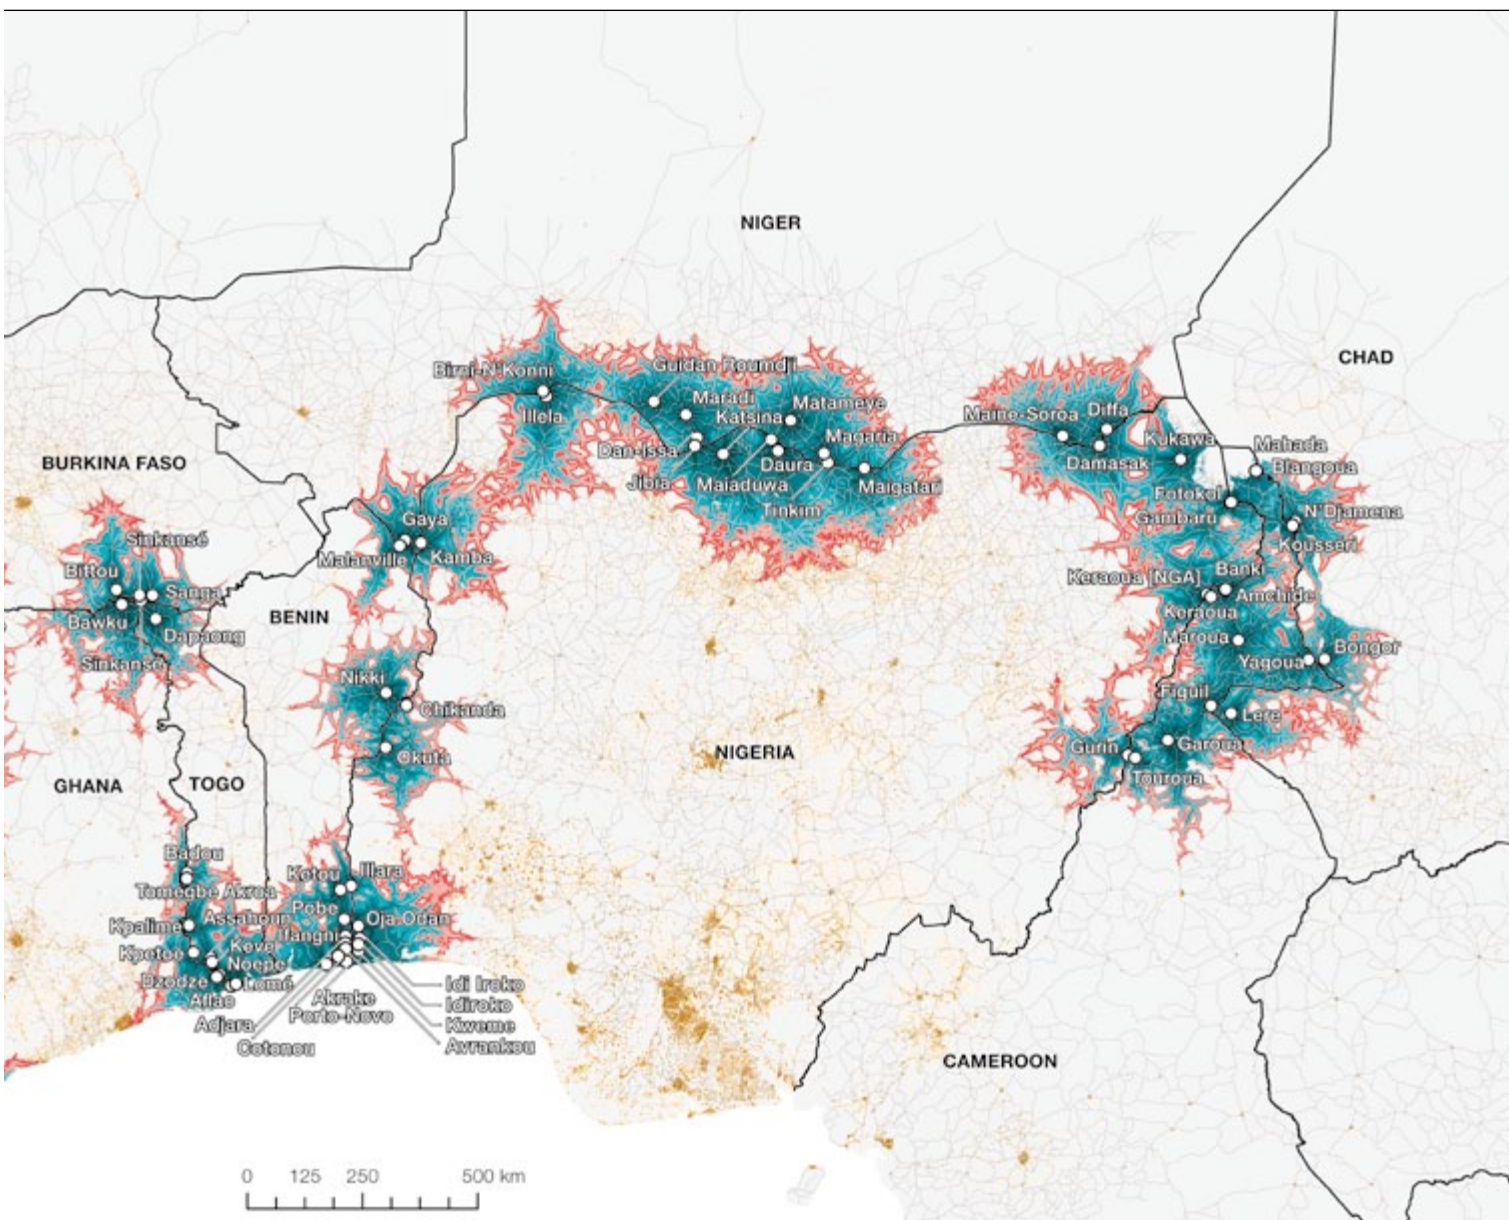 NIGER
CHAD
Guidan Roumdji
Birni-N'Konni
Maradi
Matameye
Katsina
Illela
Maine-Soroa
Diffa
Magaria
Kukawa
Mahada
Dan-Issa
Daura
Damasak
Blangoua
BURKINA FASO
Jibia
Maiaduwa
Maigatari
Fotokol
Tinkim
Gambaru
N'Djamena
Gaya
Sinkansé
Kousseri
Malanville
Kamba
Bittou
Banki
Keraoua [NGA]
Sanga
Amchide
BENIN
Keraoua
Bawku
Dapaong
Maroua
Bongor
Sinkansé
Yagoua
Nikki
Figuil
Chikanda
Lere
Garoua
Gurin
NIGERIA
Okuta
Touroua
GHANA
TOGO
Badou
Ketou
Illara
Tomegbe Akrua
Pobe
Assahoun
Oja Odan
Kpalime
Ifangni
Keve
Kpetoe
Noepe
Dzodze
Lomé
Idi Iroko
Aflao
Akrake
Idiroko
Porto-Novo
Adjara
Kweme
Cotonou
Avrankou
CAMEROON
0 125 250 500 km